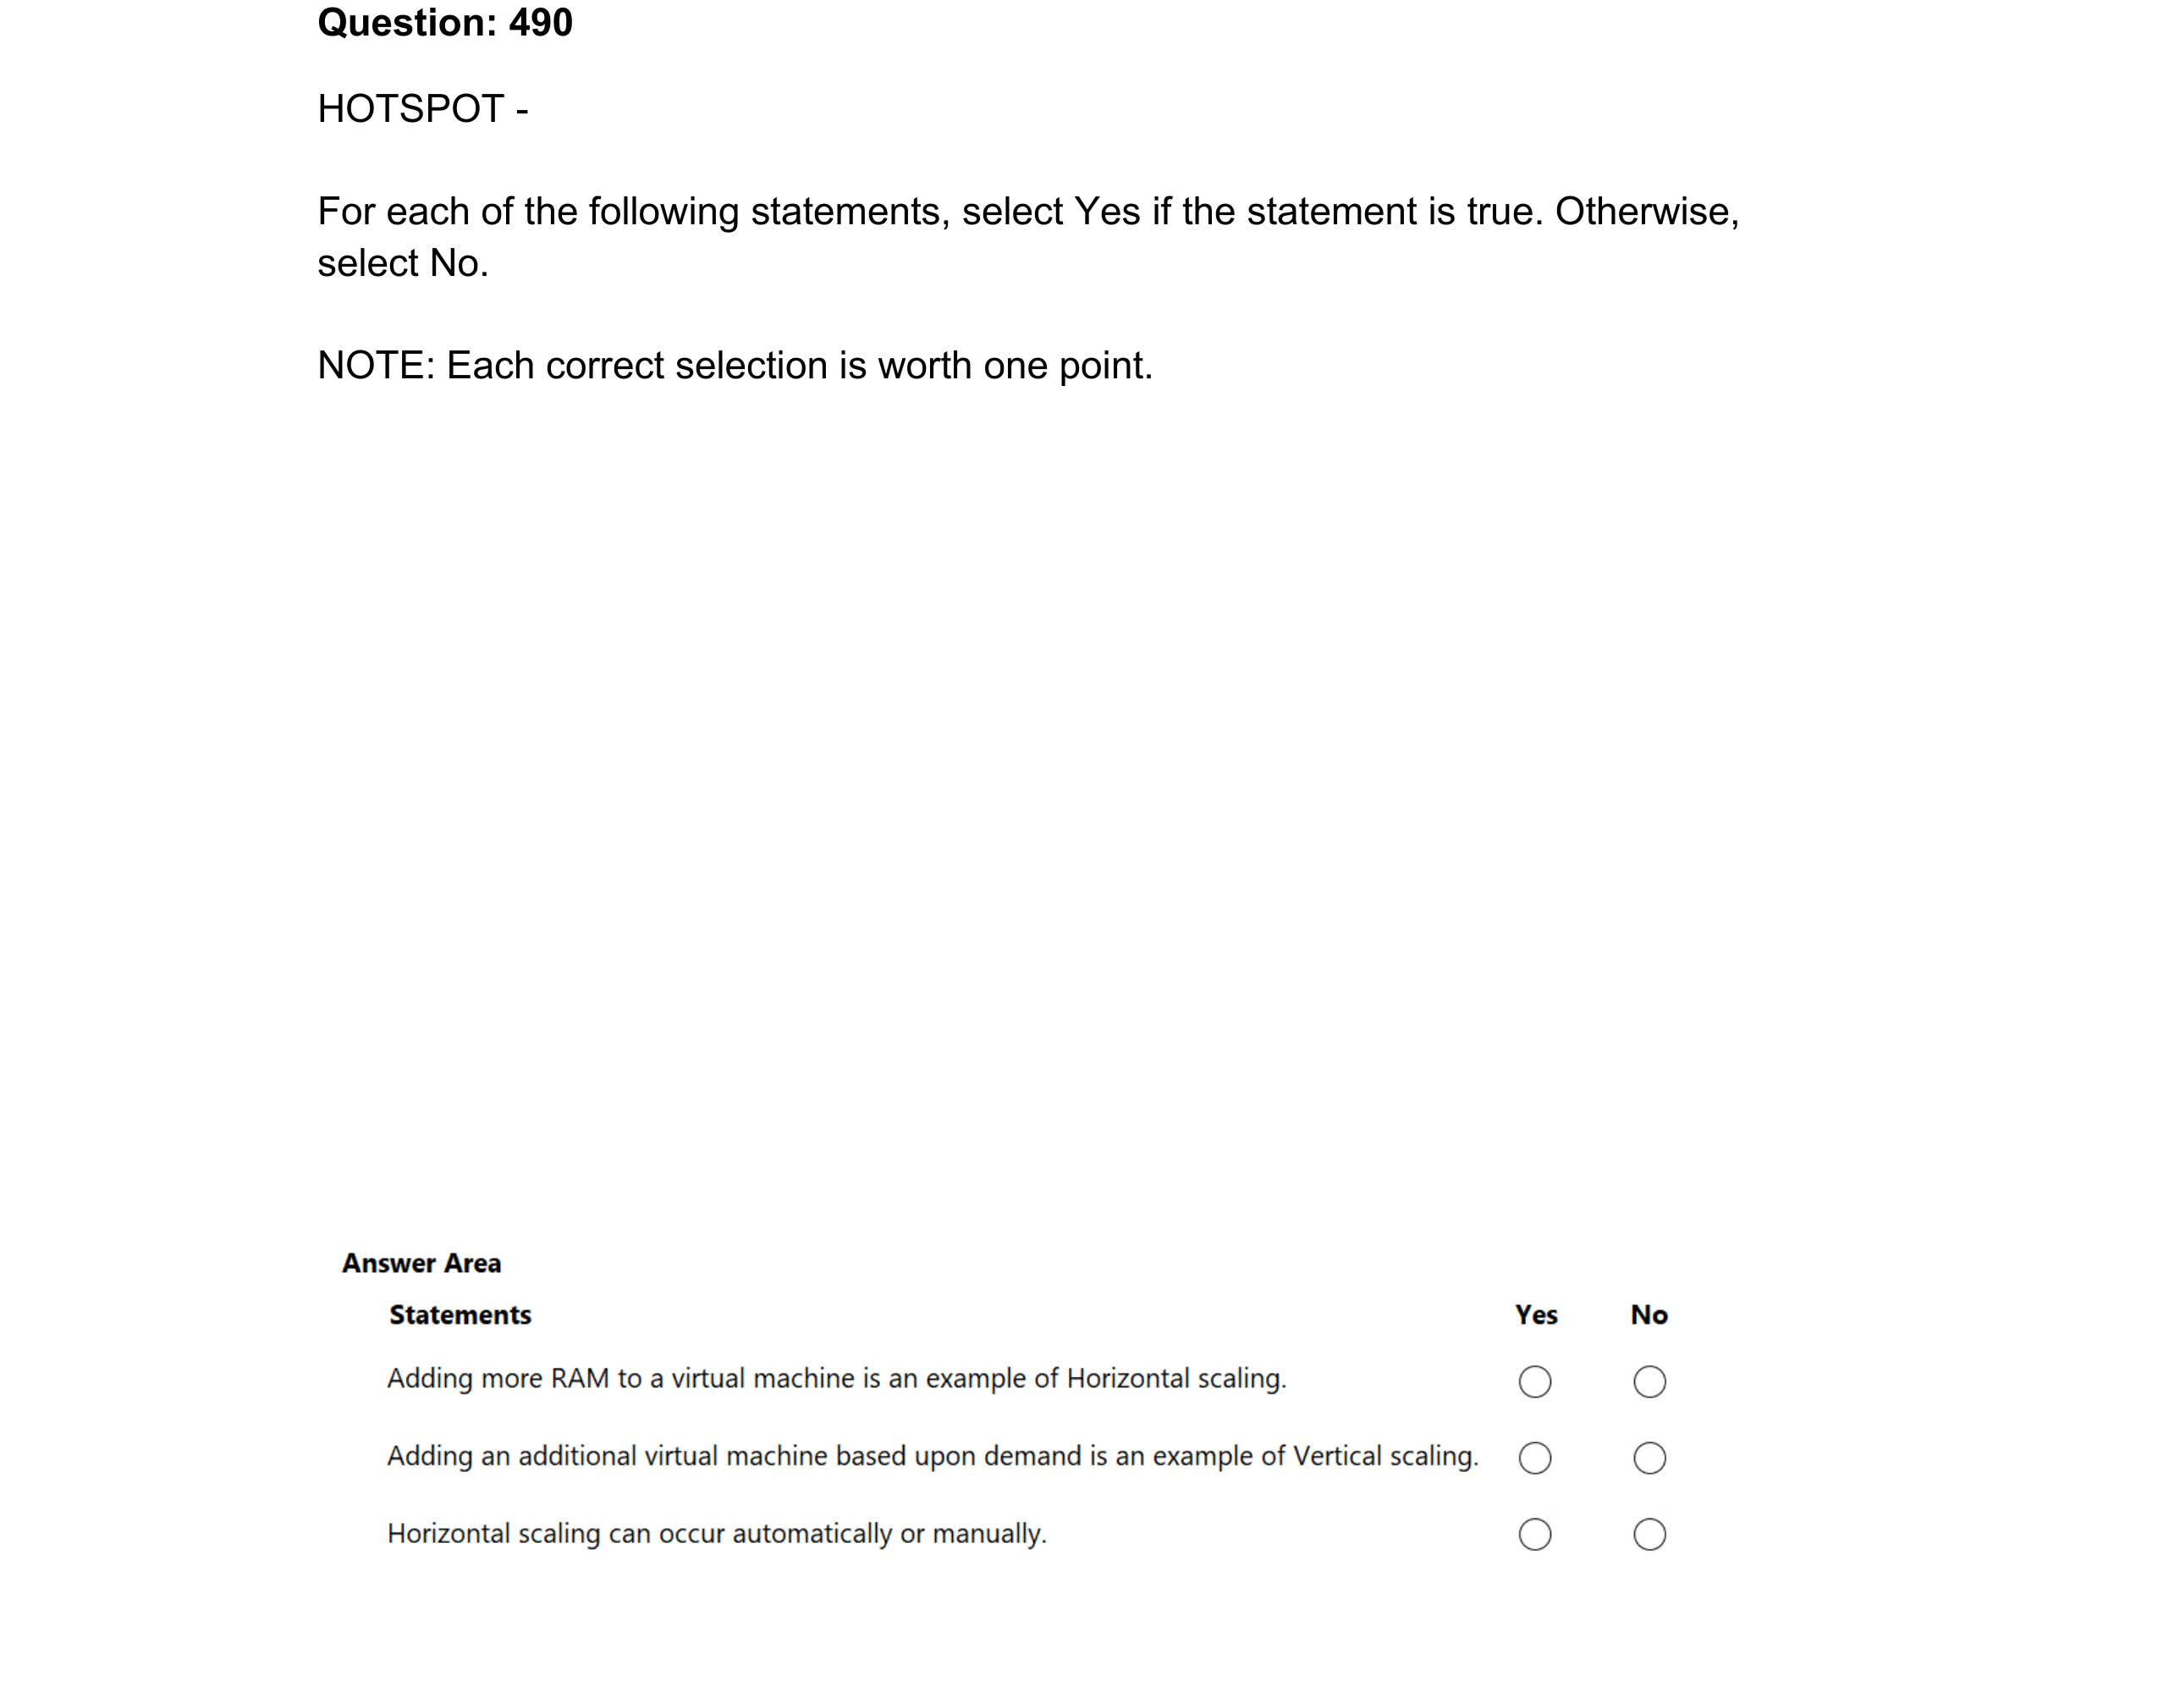 Question: 490
HOTSPOT -
For each of the following statements, select Yes if the statement is true. Otherwise,
select No.
NOTE: Each correct selection is worth one point.
Answer Area
Statements Yes No
Adding more RAM to a virtual machine is an example of Horizontal scaling.
Adding an additional virtual machine based upon demand is an example of Vertical scaling.
Horizontal scaling can occur automatically or manually.